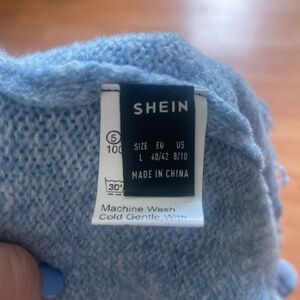 SHEIN
SIZE EU US
L 40/42 8/10
MADE IN CHINA
5
100
30°
Machine Wash
Cold Gentle With